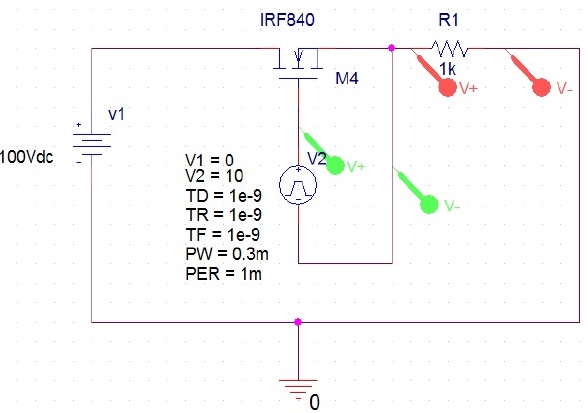 IRF840
R1
M4
1k
V+
V-
v1
+
-
100Vdc
V2
+
-
V+
V-
V1 = 0
V2 = 10
TD = 1e-9
TR = 1e-9
TF = 1e-9
PW = 0.3m
PER = 1m
0